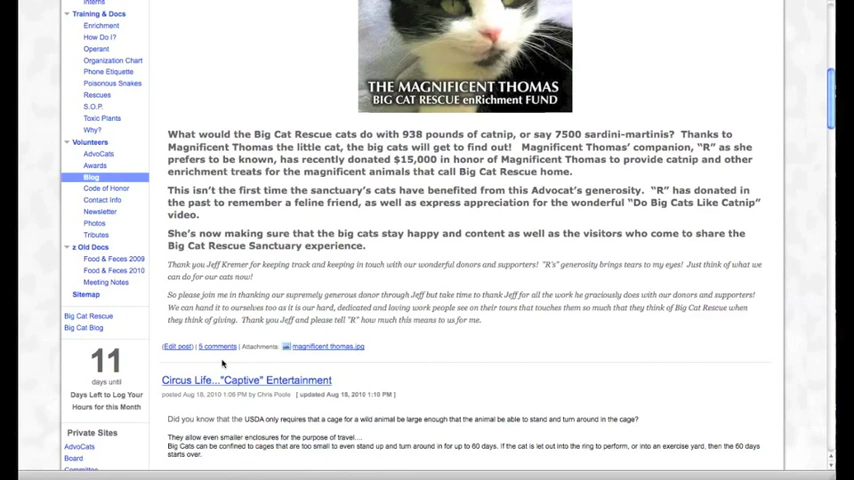 Interns
Training & Docs
Enrichment
How Do I?
Operant
Organization Chart
Phone Etiquette
Poisonous Snakes
Rescues
S.O.P.
Toxic Plants
Why?
Volunteers
AdvoCats
Awards
Blog
Code of Honor
Contact Info
Newsletter
Photos
Tributes
z Old Docs
Food & Feces 2009
Food & Feces 2010
Meeting Notes
Sitemap
Big Cat Rescue
Big Cat Blog
11
days until
Days Left to Log Your
Hours for this Month
Private Sites
AdvoCats
Board
Committee
THE MAGNIFICENT THOMAS
BIG CAT RESCUE enRichment FUND
What would the Big Cat Rescue cats do with 938 pounds of catnip, or say 7500 sardini-martinis? Thanks to
Magnificent Thomas the little cat, the big cats will get to find out! Magnificent Thomas' companion, "R" as she
prefers to be known, has recently donated $15,000 in honor of Magnificent Thomas to provide catnip and other
enrichment treats for the magnificent animals that call Big Cat Rescue home.
This isn't the first time the sanctuary's cats have benefited from this Advocat's generosity. "R" has donated in
the past to remember a feline friend, as well as express appreciation for the wonderful "Do Big Cats Like Catnip"
video.
She's now making sure that the big cats stay happy and content as well as the visitors who come to share the
Big Cat Rescue Sanctuary experience.
Thank you Jeff Kremer for keeping track and keeping in touch with our wonderful donors and supporters! "R's" generosity brings tears to my eyes! Just think of what we
can do for our cats now!
So please join me in thanking our supremely generous donor through Jeff but take time to thank Jeff for all the work he graciously does with our donors and supporters!
We can hand it to ourselves too as it is our hard, dedicated and loving work people see on their tours that touches them so much that they think of Big Cat Rescue when
they think of giving. Thank you Jeff and please tell "R" how much this means to us for me.
(Edit post) | 5 comments | Attachments: magnificent thomas.jpg
Circus Life..."Captive" Entertainment
posted Aug 18, 2010 1:06 PM by Chris Poole [ updated Aug 18, 2010 1:10 PM ]
Did you know that the USDA only requires that a cage for a wild animal be large enough that the animal be able to stand and turn around in the cage?
They allow even smaller enclosures for the purpose of travel....
Big Cats can be confined to cages that are too small to even stand up and turn around in for up to 60 days. If the cat is let out into the ring to perform, or into an exercise yard, then the 60 days
starts over.